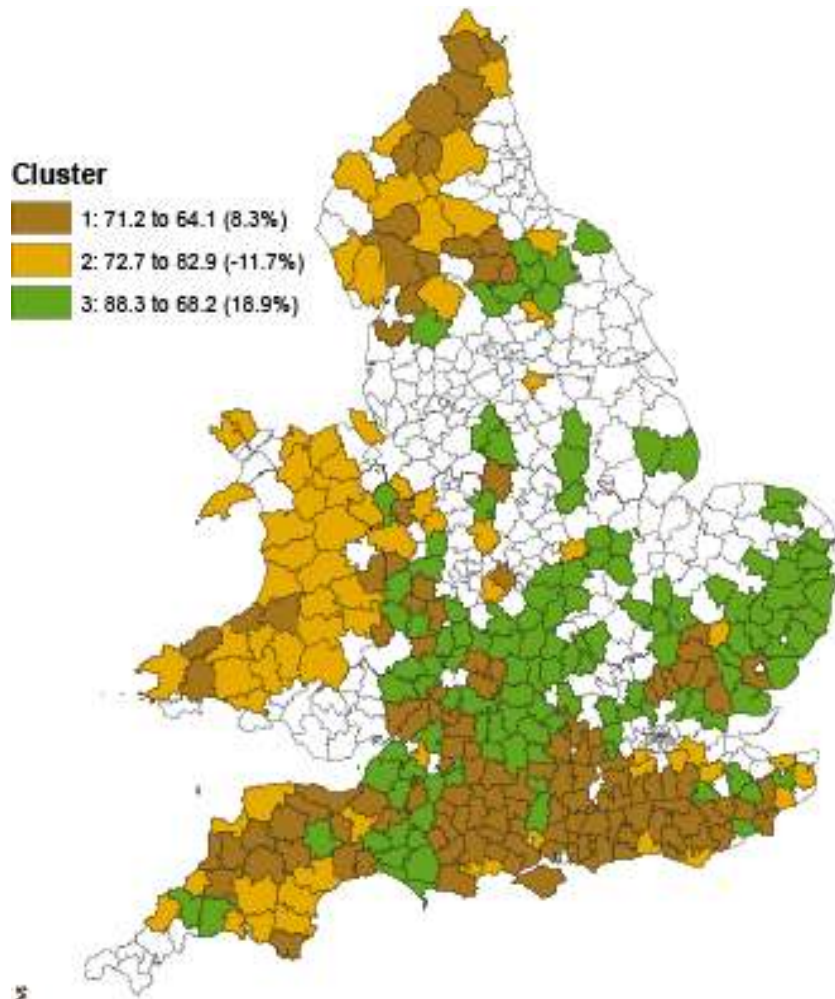 Cluster
1: 71.2 to 64.1 (8.3%)
2: 72.7 to 82.9 (-11.7%)
3: 88.3 to 68.2 (18.9%)